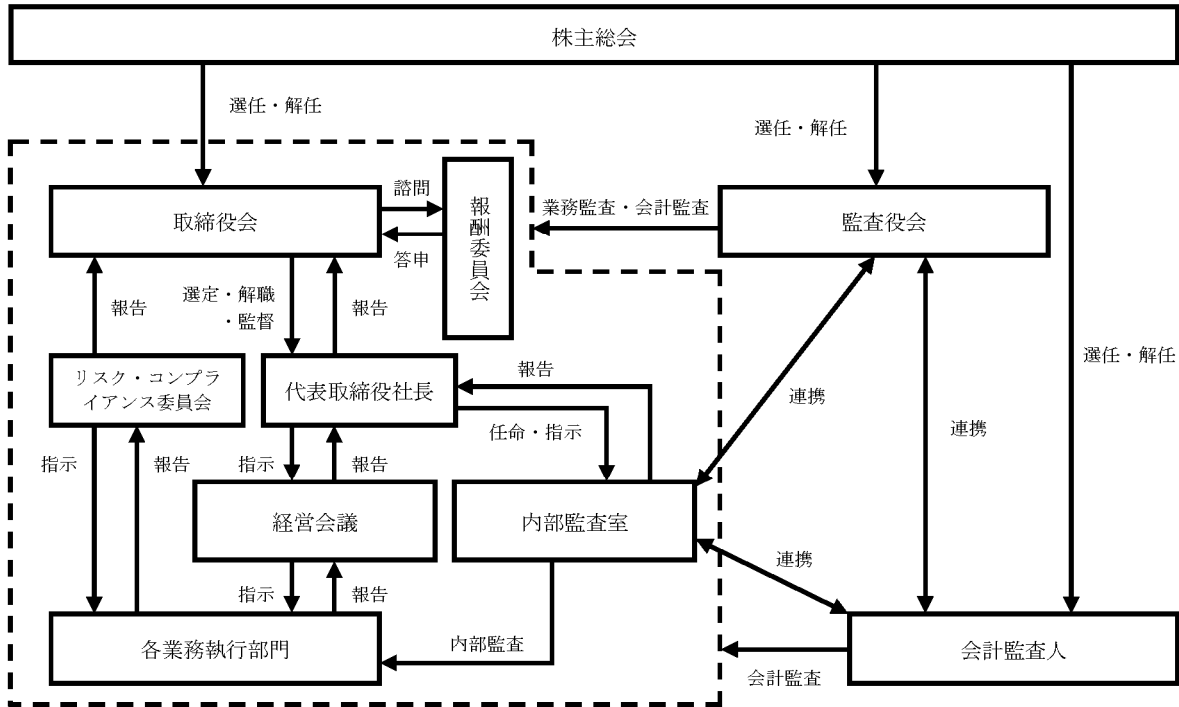 株主総会
選任・解任
選任・解任
選任・解任
取締役会
諮問
答申
報酬委員会
業務監査・会計監査
監査役会
報告
選定・解職
・監督
報告
リスク・コンプラ
イアンス委員会
代表取締役社長
報告
任命・指示
連携
連携
指示
報告
指示
報告
経営会議
内部監査室
連携
指示
報告
各業務執行部門
内部監査
会計監査人
会計監査